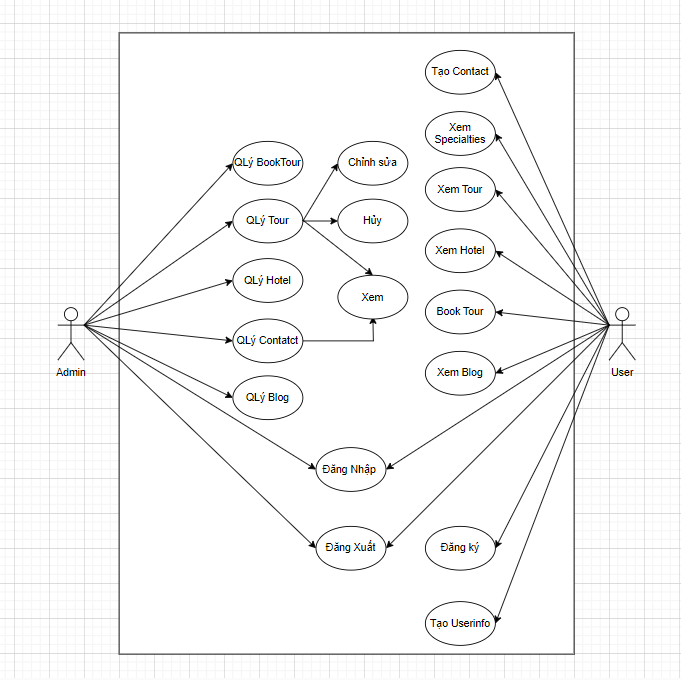 Tạo Contact
Xem
Specialties
QLý BookTour
Chỉnh sửa
Xem Tour
QLý Tour
Hủy
Xem Hotel
QLý Hotel
Xem
Book Tour
QLý Contatct
Admin
User
Xem Blog
QLý Blog
Đăng Nhập
Đăng Xuất
Đăng ký
Tạo Userinfo